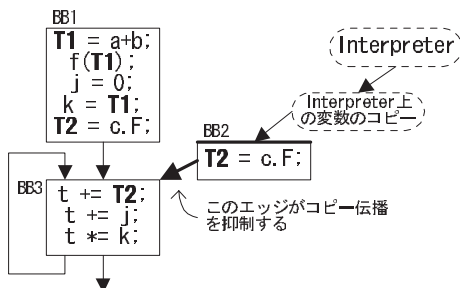 BB1
T1 = a+b;
f(T1);
j = 0;
k = T1;
T2 = c.F;
Interpreter
Interpreter上
の変数のコピー
BB2
T2 = c.F;
BB3
t += T2;
t += j;
t *= k;
このエッジがコピー伝播
を抑制する